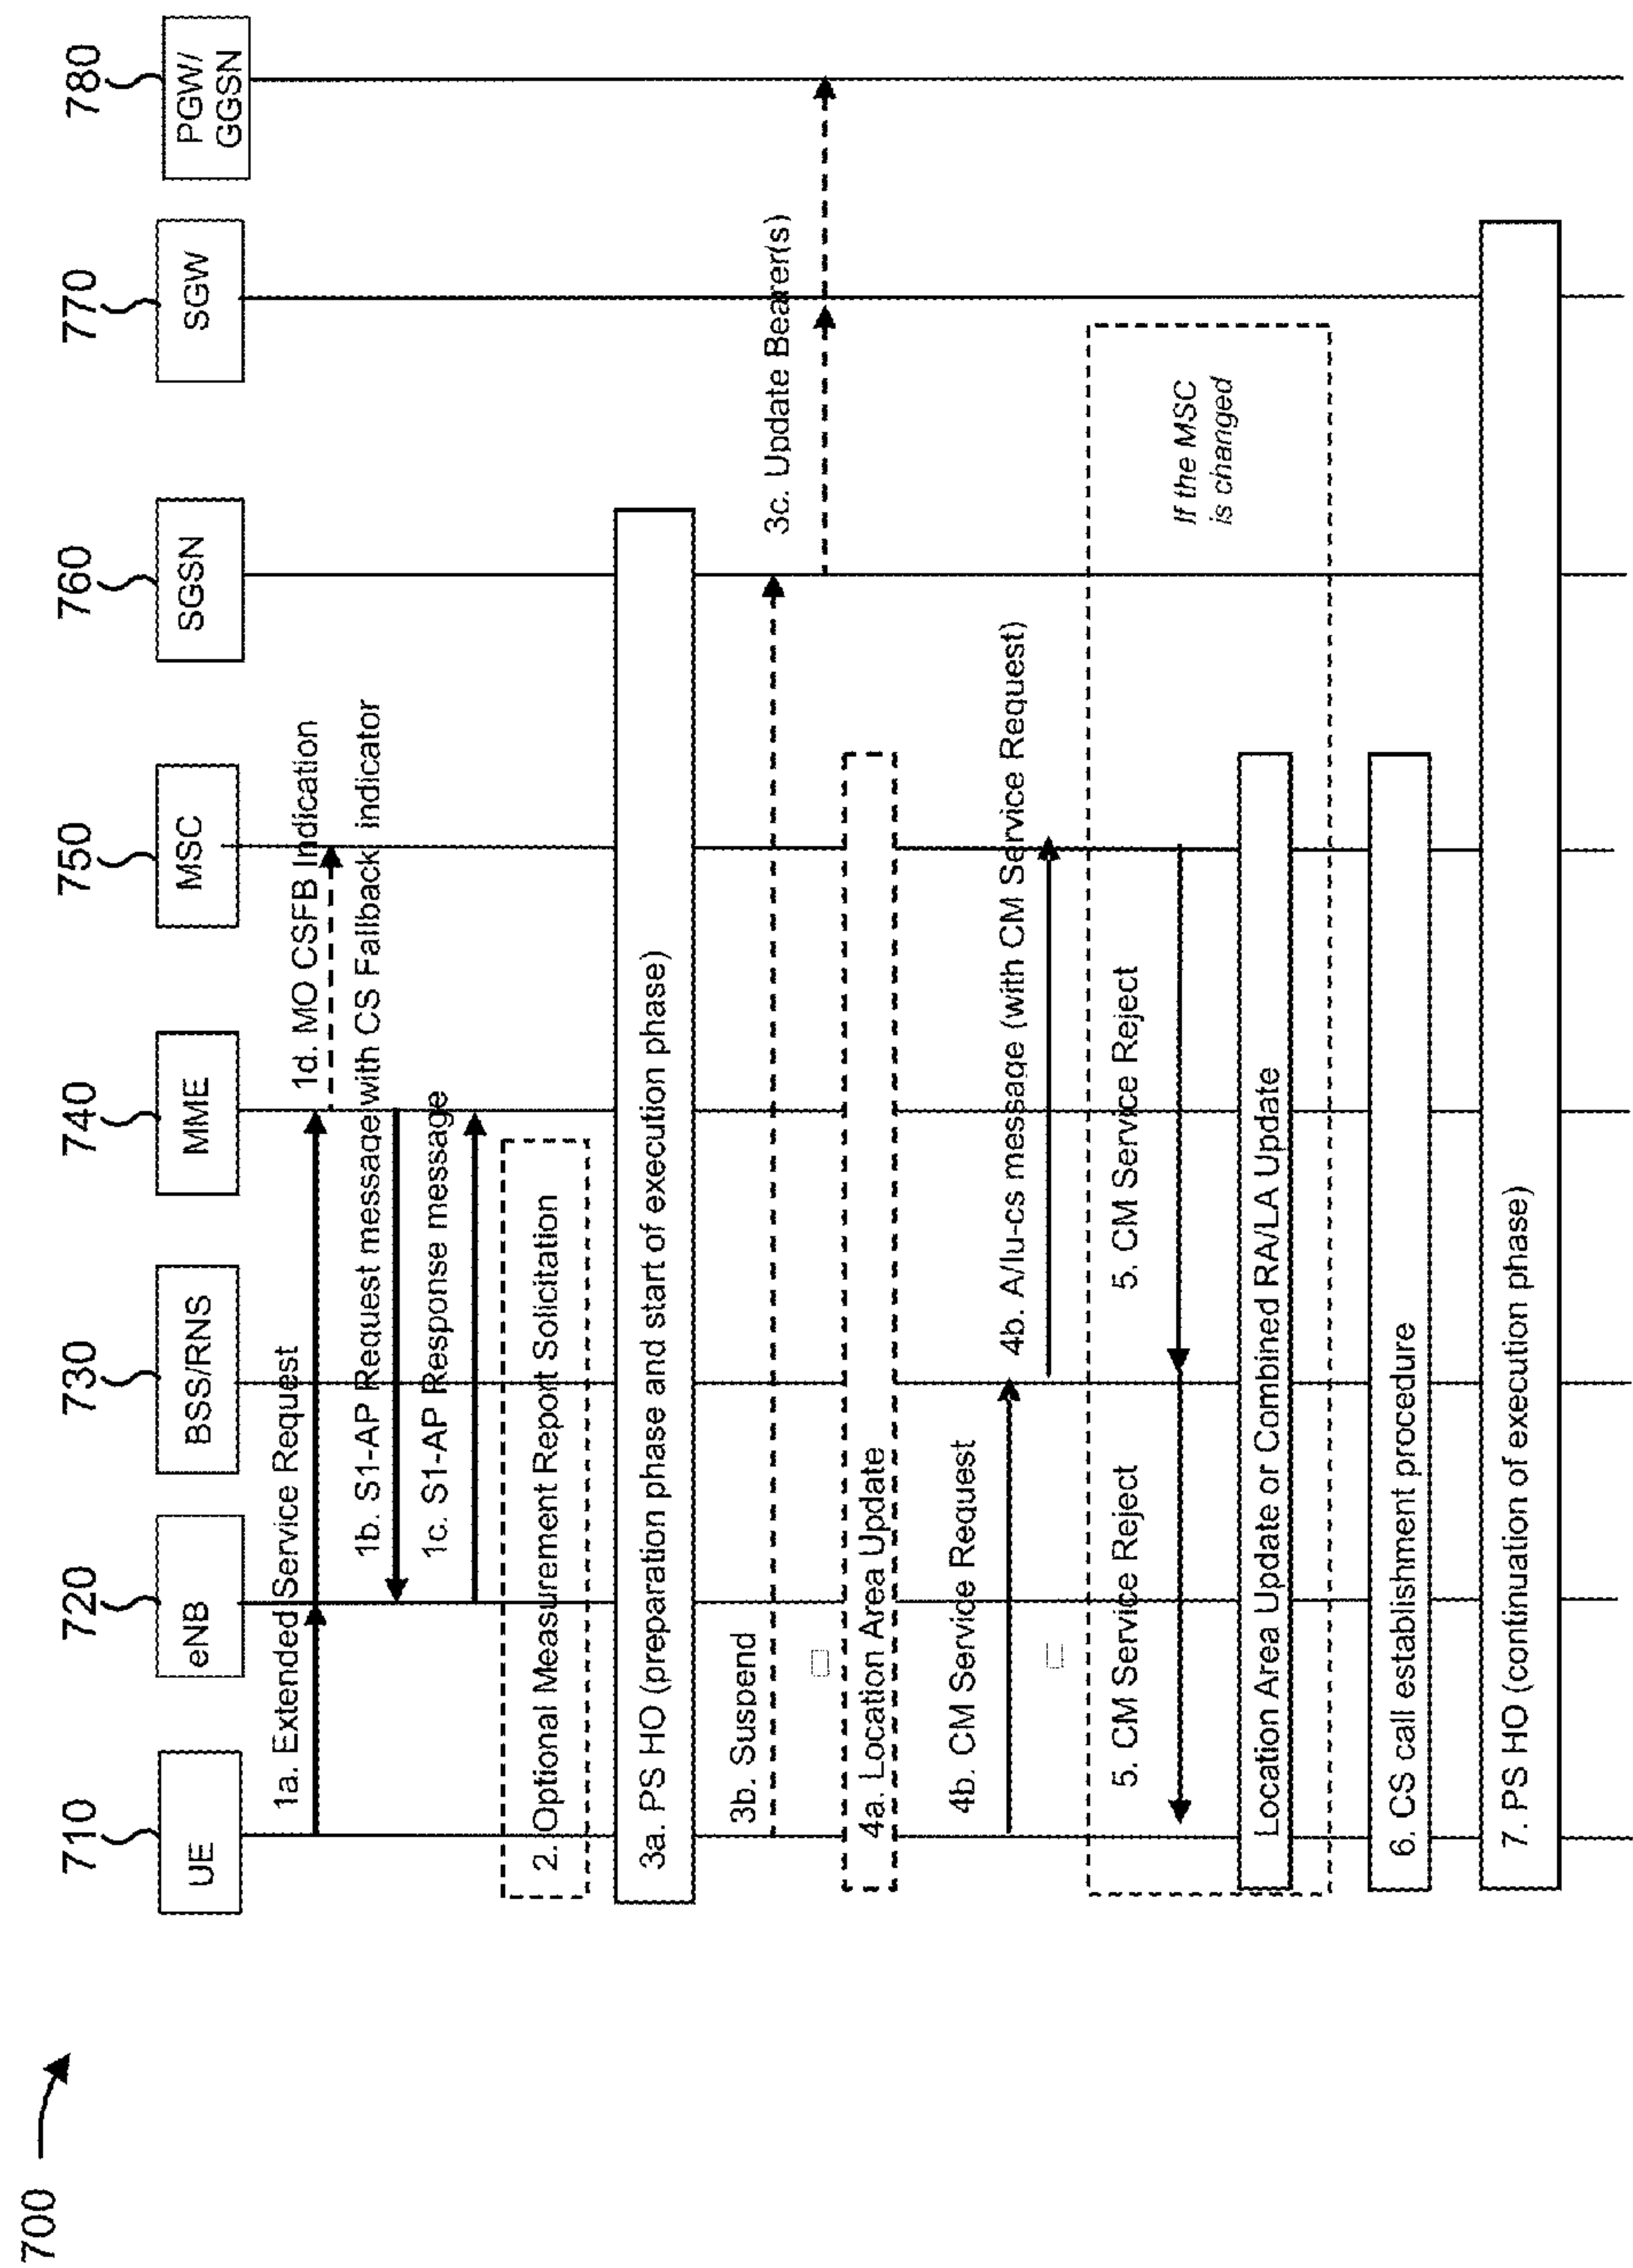 700
710
720
730
740
750
760
770
780
UE
eNB
BSS/RNS
MME
MSC
SGSN
SGW
PGW/
GGSN
1a. Extended Service Request
1d. MO CSFB Indication
1b. S1-AP Request message with CS Fallback indicator
1c. S1-AP Response message
2. Optional Measurement Report Solicitation
3a. PS HO (preparation phase and start of execution phase)
3b. Suspend
3c. Update Bearer(s)
4a. Location Area Update
4b. CM Service Request
4b. A/Iu-cs message (with CM Service Request)
5. CM Service Reject
5. CM Service Reject
If the MSC
is changed
Location Area Update or Combined RA/LA Update
6. CS call establishment procedure
7. PS HO (continuation of execution phase)